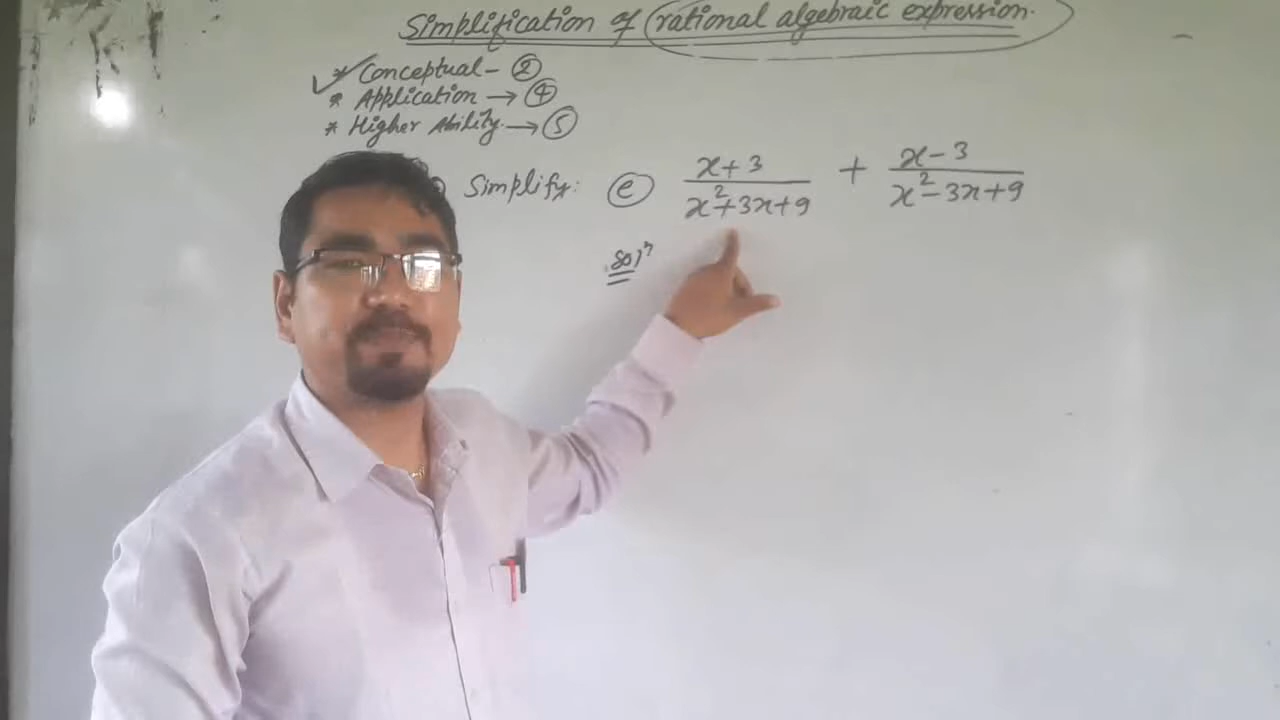 Simplification of rational algebraic expression.
✓* Conceptual - ②
* Application → ④
* Higher Ability. → ⑤
Simplify: ⓔ (x+3)/(x²+3x+9) + (x-3)/(x²-3x+9)
Solⁿ